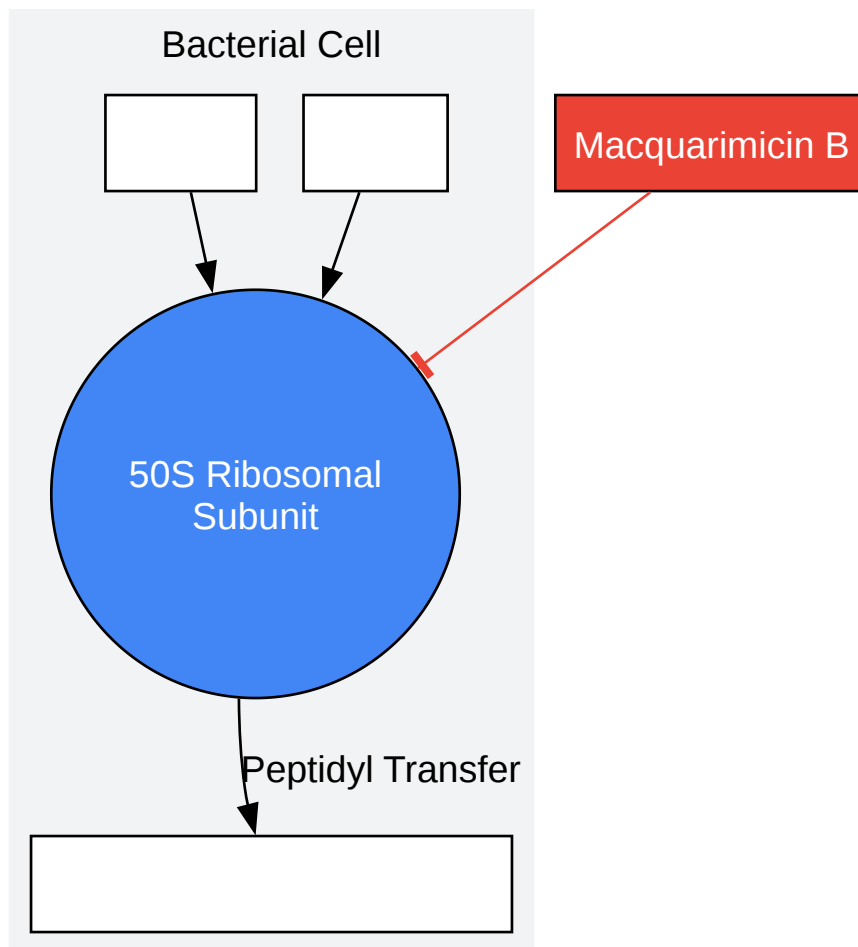 Bacterial Cell
Macquarimicin B
50S Ribosomal
Subunit
Peptidyl Transfer